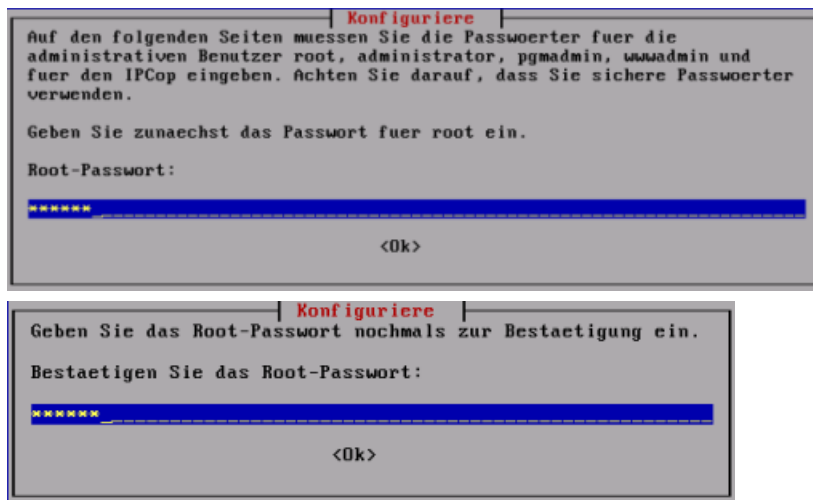 Konfiguriere
Auf den folgenden Seiten muessen Sie die Passwoerter fuer die
administrativen Benutzer root, administrator, pgmadmin, wwwadmin und
fuer den IPCop eingeben. Achten Sie darauf, dass Sie sichere Passwoerter
verwenden.
Geben Sie zunaechst das Passwort fuer root ein.
Root-Passwort:
******
<Ok>
Konfiguriere
Geben Sie das Root-Passwort nochmals zur Bestaetigung ein.
Bestaetigen Sie das Root-Passwort:
******
<Ok>